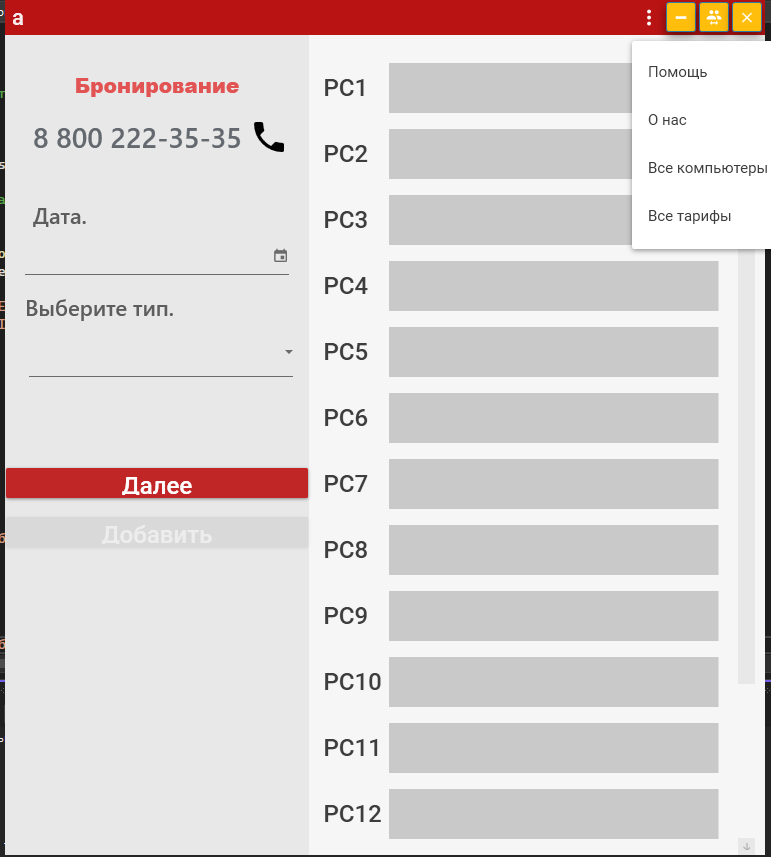 a
Бронирование
8 800 222-35-35
Дата.
Выберите тип.
Далее
Добавить
PC1
PC2
PC3
PC4
PC5
PC6
PC7
PC8
PC9
PC10
PC11
PC12
Помощь
О нас
Все компьютеры
Все тарифы